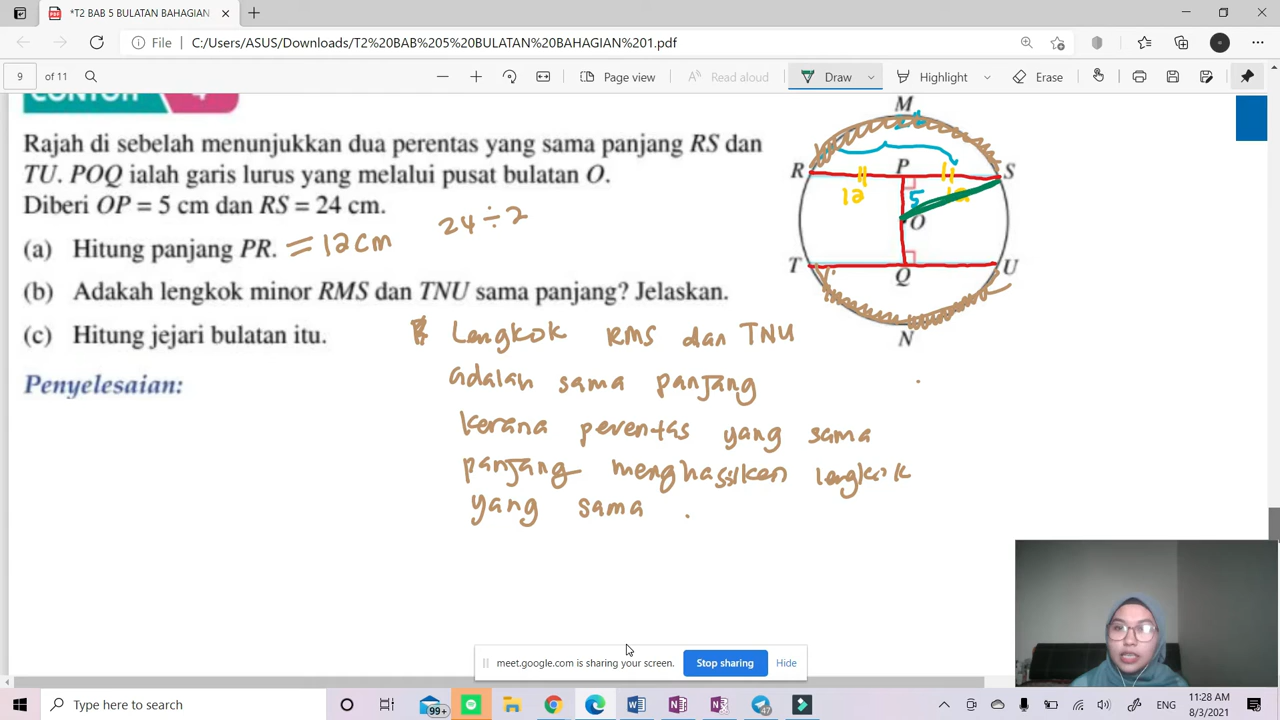 *T2 BAB 5 BULATAN BAHAGIAN
File
C:/Users/ASUS/Downloads/T2%20BAB%205%20BULATAN%20BAHAGIAN%201.pdf
9 of 11
Page view
Read aloud
Draw
Highlight
Erase
CONTOH 4
Rajah di sebelah menunjukkan dua perentas yang sama panjang RS dan
TU. POQ ialah garis lurus yang melalui pusat bulatan O.
Diberi OP = 5 cm dan RS = 24 cm.
24 ÷ 2
(a) Hitung panjang PR. = 12 cm
(b) Adakah lengkok minor RMS dan TNU sama panjang? Jelaskan.
(c) Hitung jejari bulatan itu.
Penyelesaian:
Lengkok RMS dan TNU
adalah sama panjang
kerana perentas yang sama
panjang menghasilkan lengkok
yang sama .
M
R P S
12 5
O
T Q U
N
meet.google.com is sharing your screen.
Stop sharing
Hide
Type here to search
99+
47
11:28 AM
8/3/2021